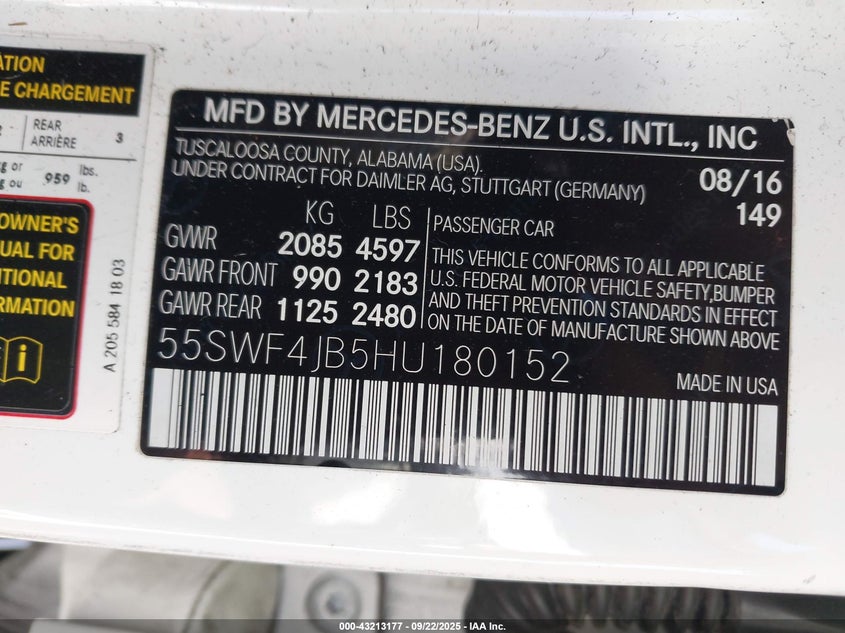 ATION
E CHARGEMENT
REAR
ARRIÈRE 3
kg or
kg ou 959 lbs.
lb.
OWNER'S
UAL FOR
ITIONAL
RMATION
i
A 205 584 18 03
MFD BY MERCEDES-BENZ U.S. INTL., INC
TUSCALOOSA COUNTY, ALABAMA (USA).
UNDER CONTRACT FOR DAIMLER AG, STUTTGART (GERMANY)
08/16
149
KG LBS
GVWR 2085 4597
GAWR FRONT 990 2183
GAWR REAR 1125 2480
PASSENGER CAR
THIS VEHICLE CONFORMS TO ALL APPLICABLE
U.S. FEDERAL MOTOR VEHICLE SAFETY,BUMPER
AND THEFT PREVENTION STANDARDS IN EFFECT
ON THE DATE OF MANUFACTURE SHOWN ABOVE
55SWF4JB5HU180152
MADE IN USA
000-43213177 - 09/22/2025 - IAA Inc.